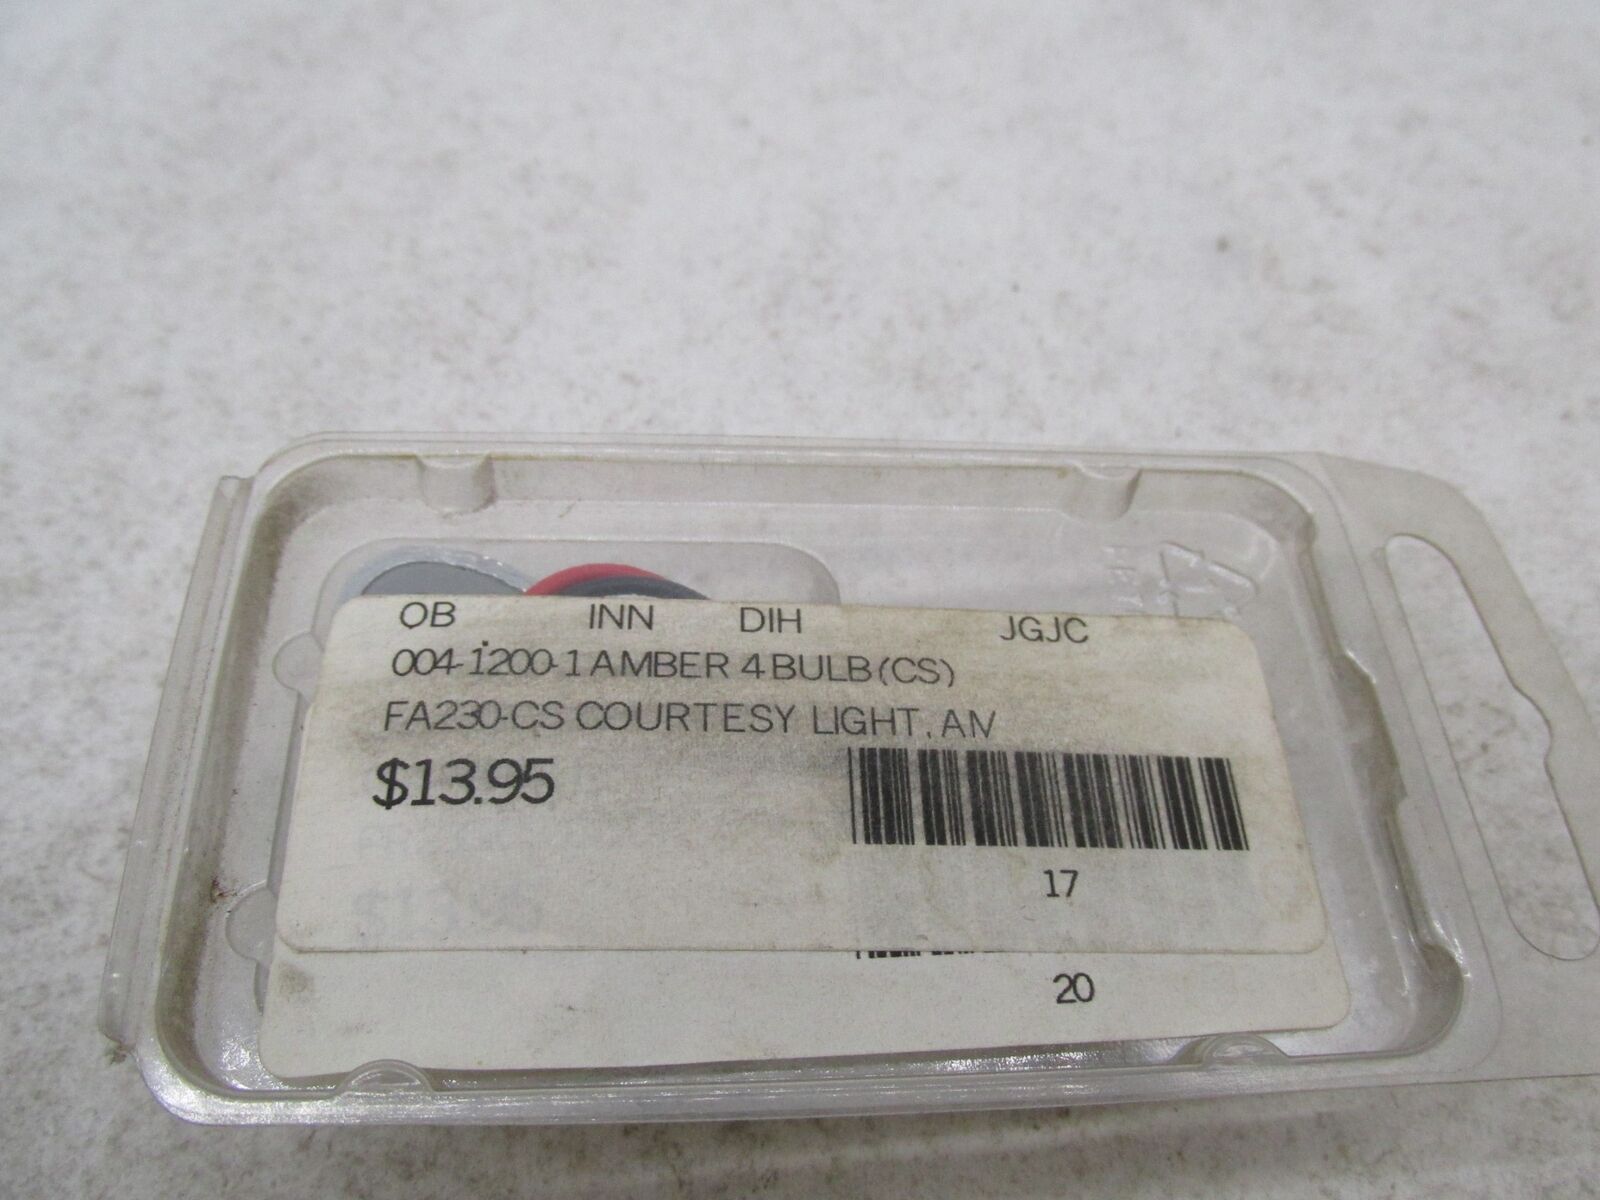 OB INN DIH JGJC
004-1200-1 AMBER 4 BULB (CS)
FA230-CS COURTESY LIGHT, AM
$13.95
17
20